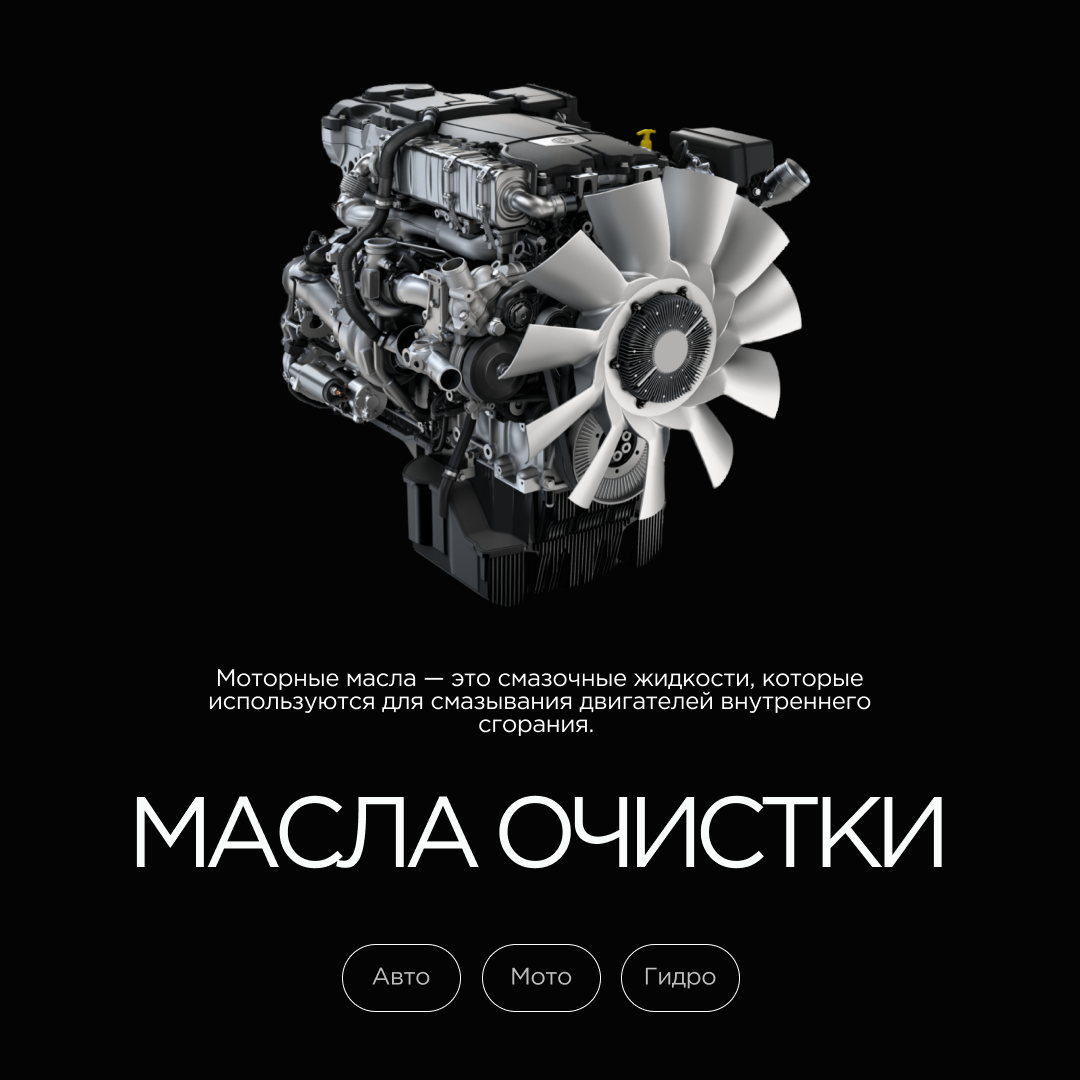 Моторные масла — это смазочные жидкости, которые
используются для смазывания двигателей внутреннего
сгорания.
МАСЛА ОЧИСТКИ
Авто
Мото
Гидро